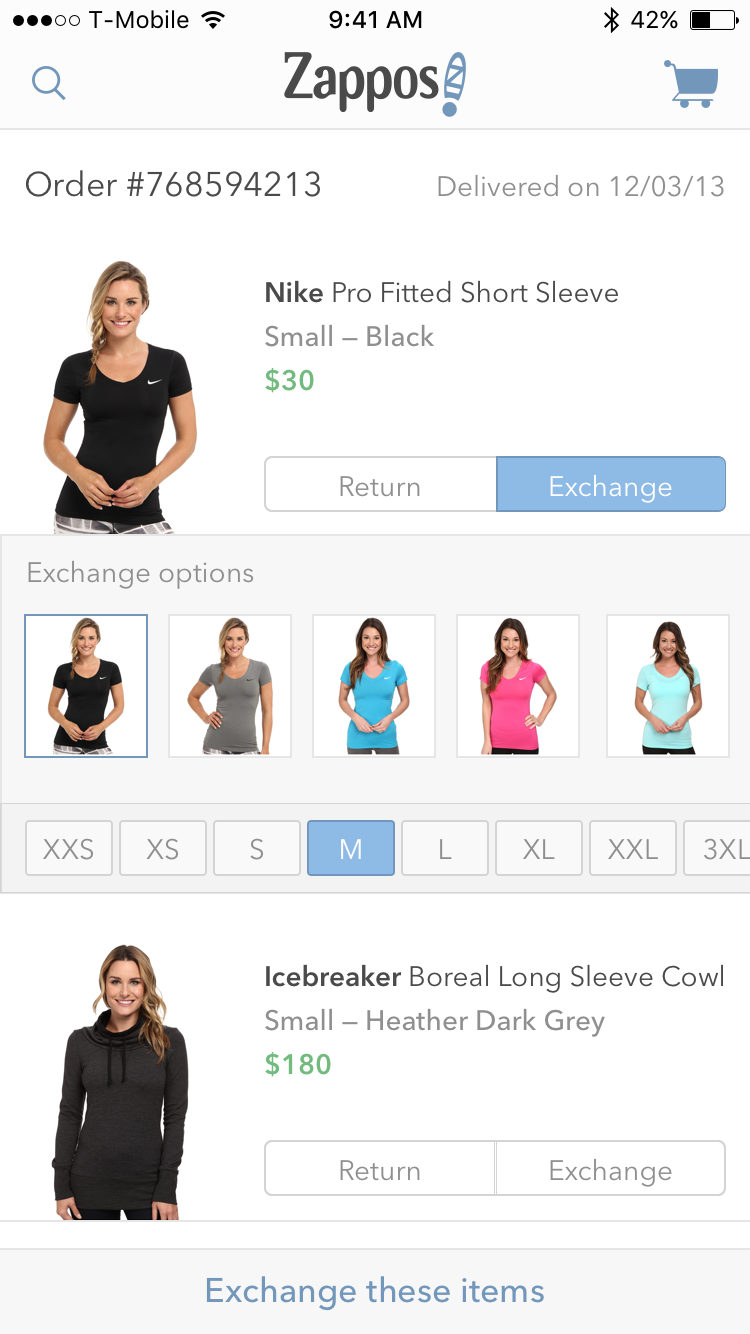 T-Mobile 9:41 AM 42%
Zappos
Order #768594213 Delivered on 12/03/13
Nike Pro Fitted Short Sleeve
Small – Black
$30
Return Exchange
Exchange options
XXS XS S M L XL XXL 3XL
Icebreaker Boreal Long Sleeve Cowl
Small – Heather Dark Grey
$180
Return Exchange
Exchange these items